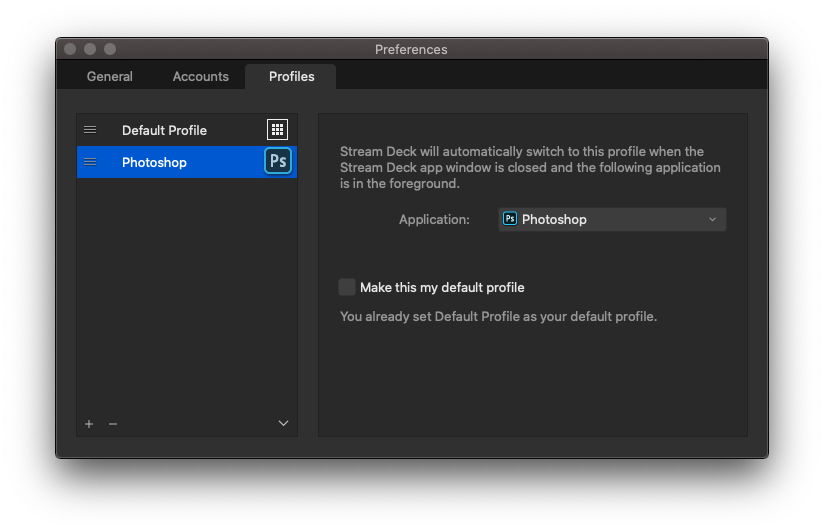 Preferences
General Accounts Profiles
Default Profile
Photoshop Ps
Stream Deck will automatically switch to this profile when the
Stream Deck app window is closed and the following application
is in the foreground.
Application: Ps Photoshop
Make this my default profile
You already set Default Profile as your default profile.